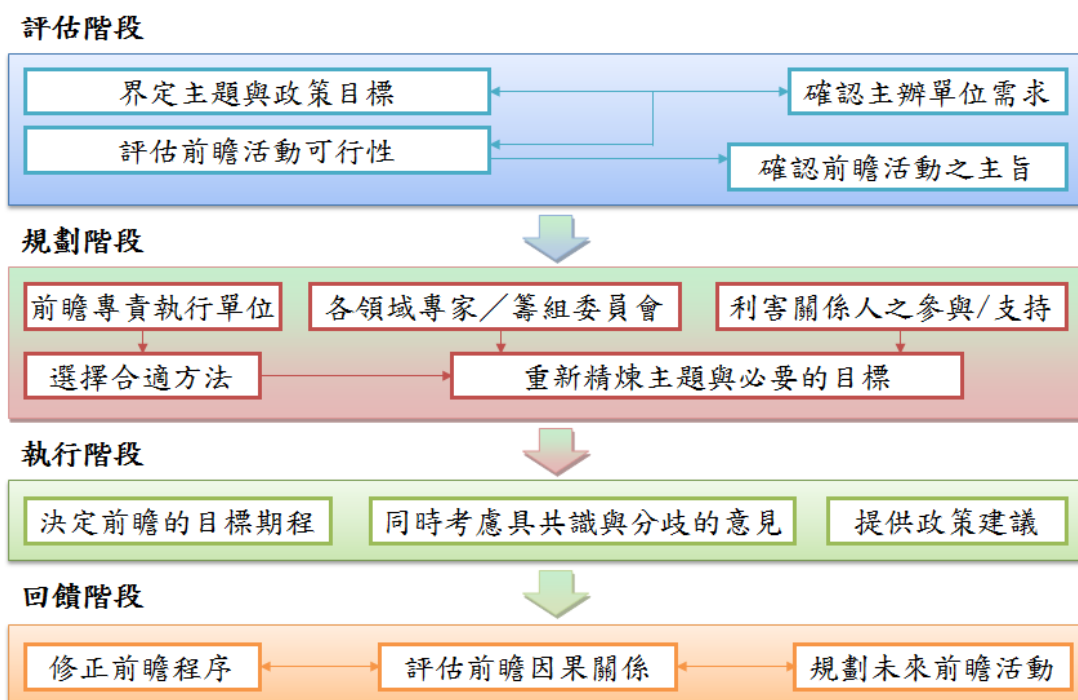 評估階段
界定主題與政策目標
確認主辦單位需求
評估前瞻活動可行性
確認前瞻活動之主旨
規劃階段
前瞻專責執行單位
各領域專家／籌組委員會
利害關係人之參與/支持
選擇合適方法
重新精煉主題與必要的目標
執行階段
決定前瞻的目標期程
同時考慮具共識與分歧的意見
提供政策建議
回饋階段
修正前瞻程序
評估前瞻因果關係
規劃未來前瞻活動